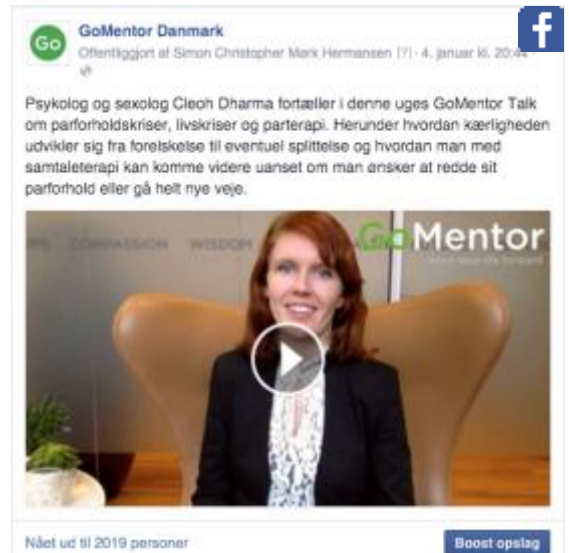 GoMentor Danmark
Go
Offentliggjort af Simon Christopher Mørk Hermansen [?] · 4. januar kl. 20:44 ·
Psykolog og sexolog Cleoh Dharma fortæller i denne uges GoMentor Talk
om parforholdskriser, livskriser og parterapi. Herunder hvordan kærligheden
udvikler sig fra forelskelse til eventuel splittelse og hvordan man med
samtaleterapi kan komme videre uanset om man ønsker at redde sit
parforhold eller gå helt nye veje.
COMPASSION WISDOM
GoMentor
Nået ud til 2019 personer
Boost opslag